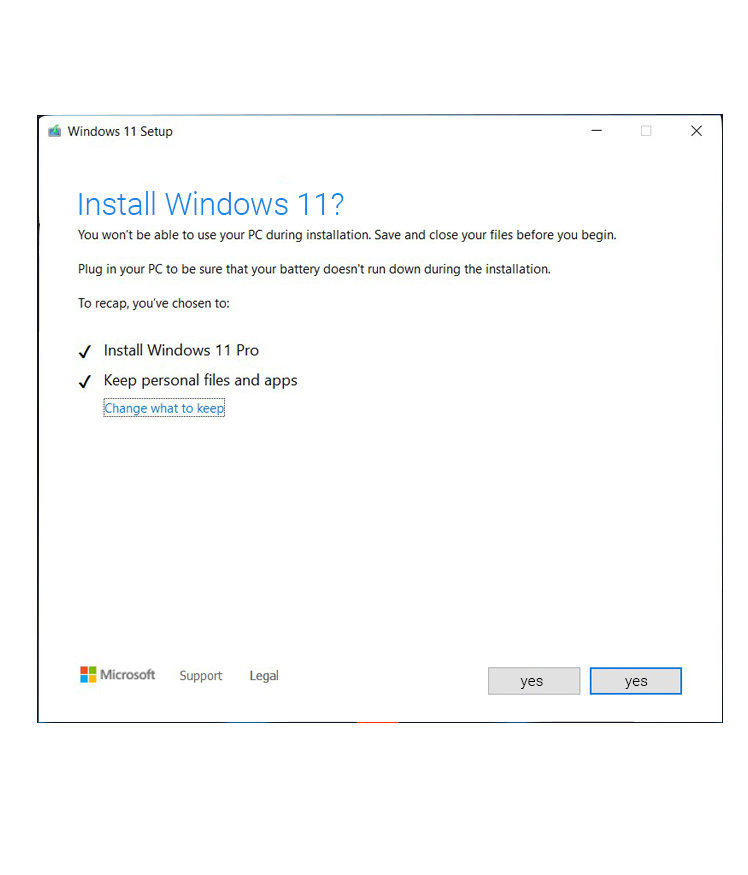 Windows 11 Setup
Install Windows 11?
You won't be able to use your PC during installation. Save and close your files before you begin.
Plug in your PC to be sure that your battery doesn't run down during the installation.
To recap, you've chosen to:
Install Windows 11 Pro
Keep personal files and apps
Change what to keep
Microsoft Support Legal yes yes